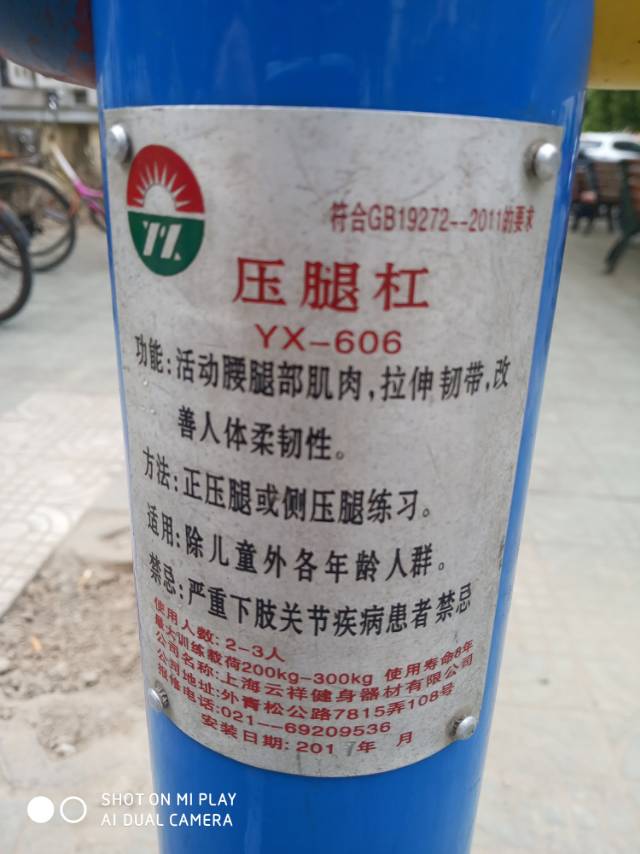 YX
符合GB19272--2011的要求
压腿杠
YX-606
功能:活动腰腿部肌肉,拉伸韧带,改
善人体柔韧性。
方法:正压腿或侧压腿练习。
适用:除儿童外各年龄人群。
禁忌:严重下肢关节疾病患者禁忌
使用人数:2-3人
最大训练载荷200kg-300kg 使用寿命8年
公司名称:上海云祥健身器材有限公司
公司地址:外青松公路7815弄108号
报修电话:021--69209536
安装日期:2017年 月
SHOT ON MI PLAY
AI DUAL CAMERA